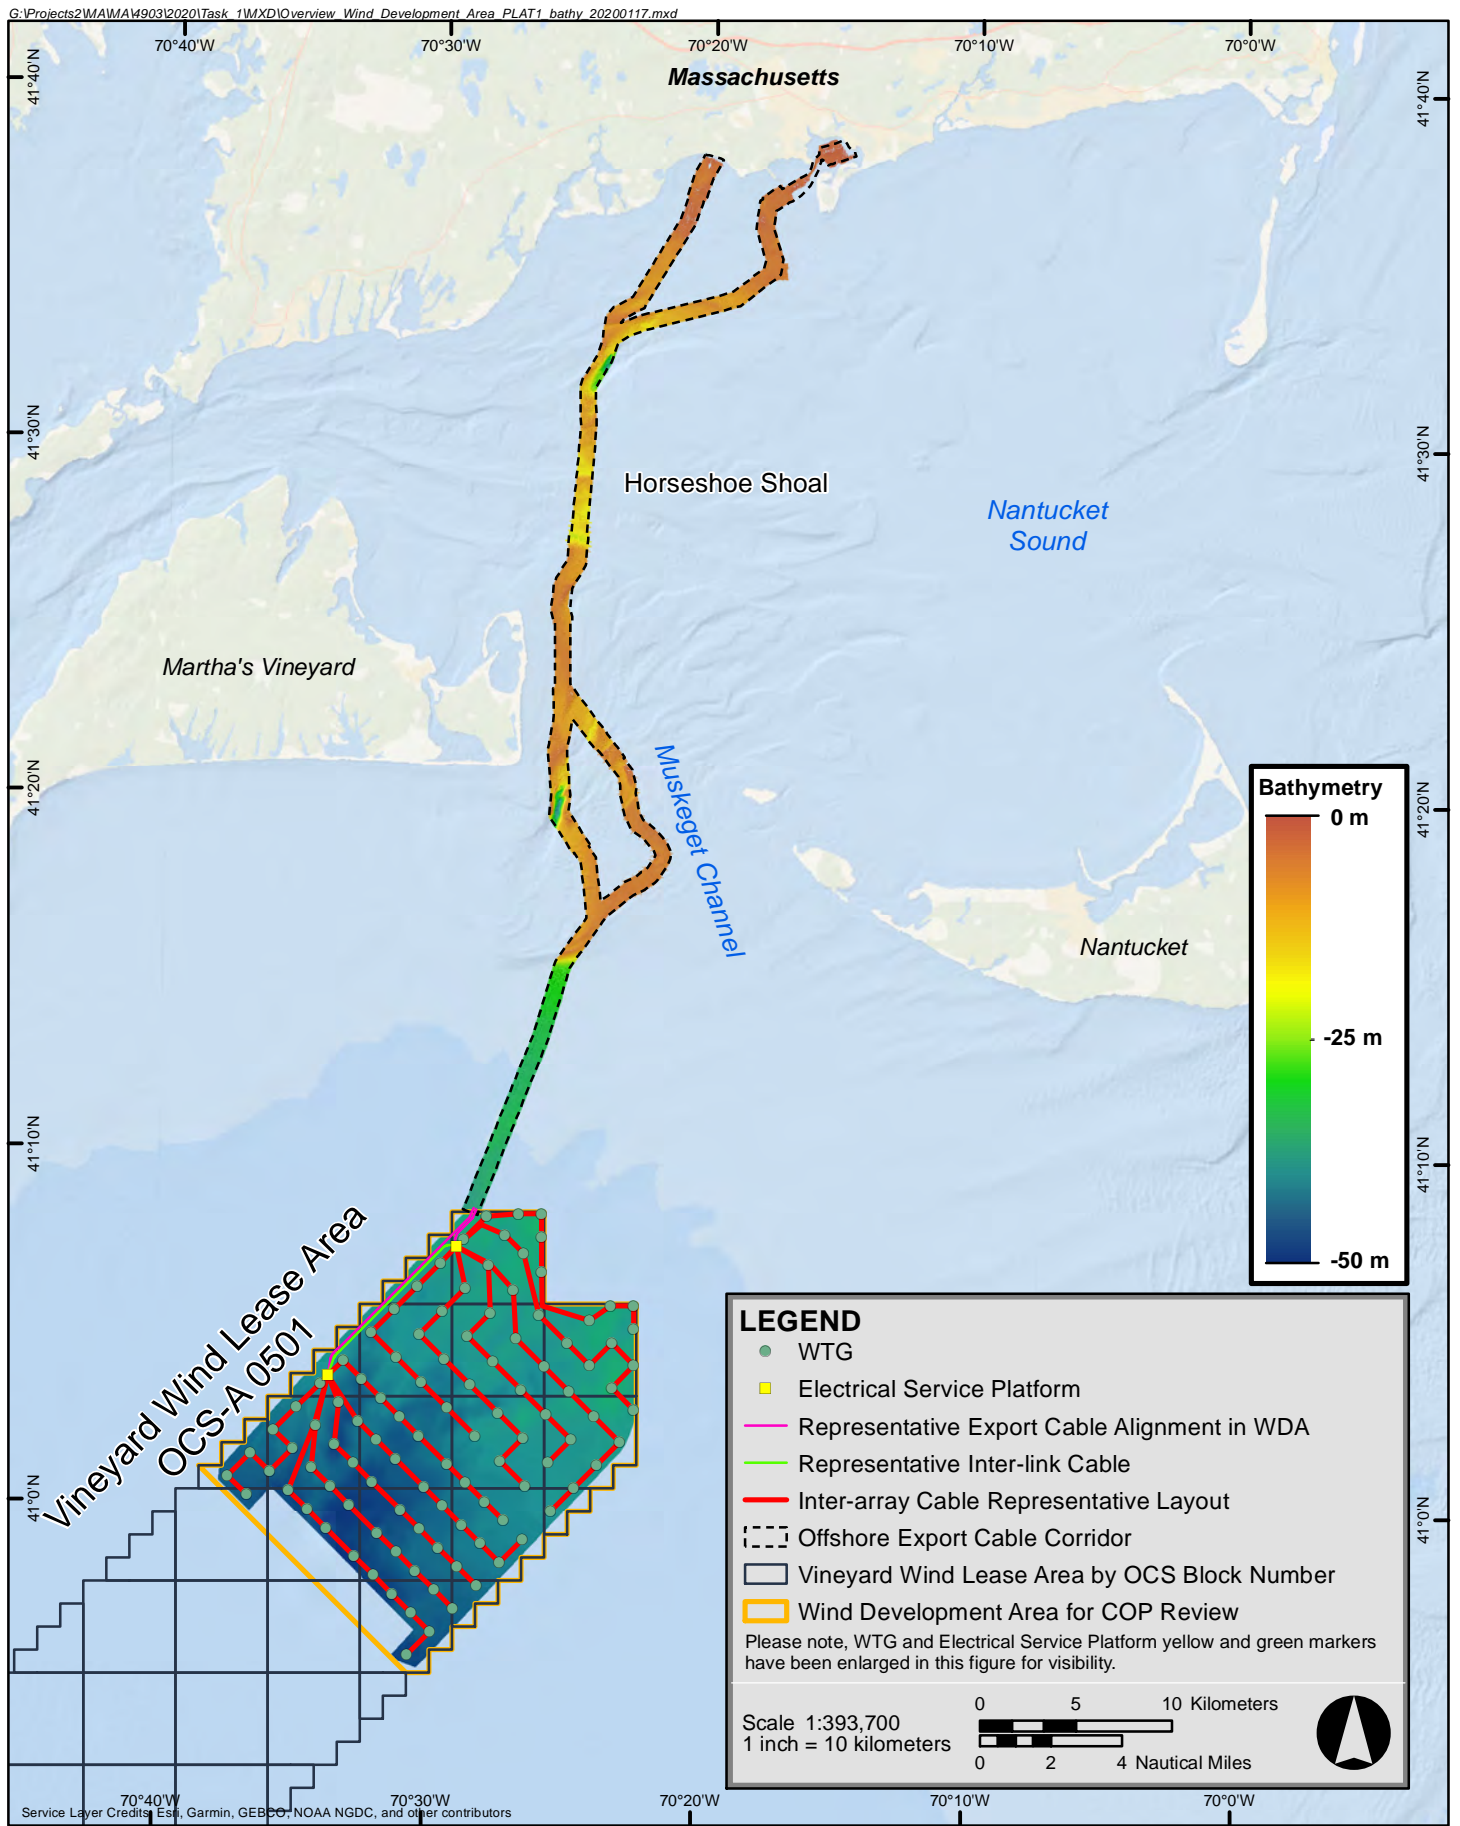 G:\Projects2\MA\MA\4903\2020\Task_1\MXD\Overview_Wind_Development_Area_PLAT1_bathy_20200117.mxd
70°40'W
70°30'W
70°20'W
70°10'W
70°0'W
41°40'N
41°40'N
Massachusetts
41°30'N
41°30'N
Horseshoe Shoal
Nantucket
Sound
Martha's Vineyard
Muskeget Channel
41°20'N
41°20'N
Bathymetry
0 m
-25 m
-50 m
Nantucket
41°10'N
41°10'N
Vineyard Wind Lease Area
OCS-A 0501
41°0'N
41°0'N
LEGEND
WTG
Electrical Service Platform
Representative Export Cable Alignment in WDA
Representative Inter-link Cable
Inter-array Cable Representative Layout
Offshore Export Cable Corridor
Vineyard Wind Lease Area by OCS Block Number
Wind Development Area for COP Review
Please note, WTG and Electrical Service Platform yellow and green markers
have been enlarged in this figure for visibility.
0 5 10 Kilometers
Scale 1:393,700
1 inch = 10 kilometers
0 2 4 Nautical Miles
70°40'W
70°30'W
70°20'W
70°10'W
70°0'W
Service Layer Credits: Esri, Garmin, GEBCO, NOAA NGDC, and other contributors